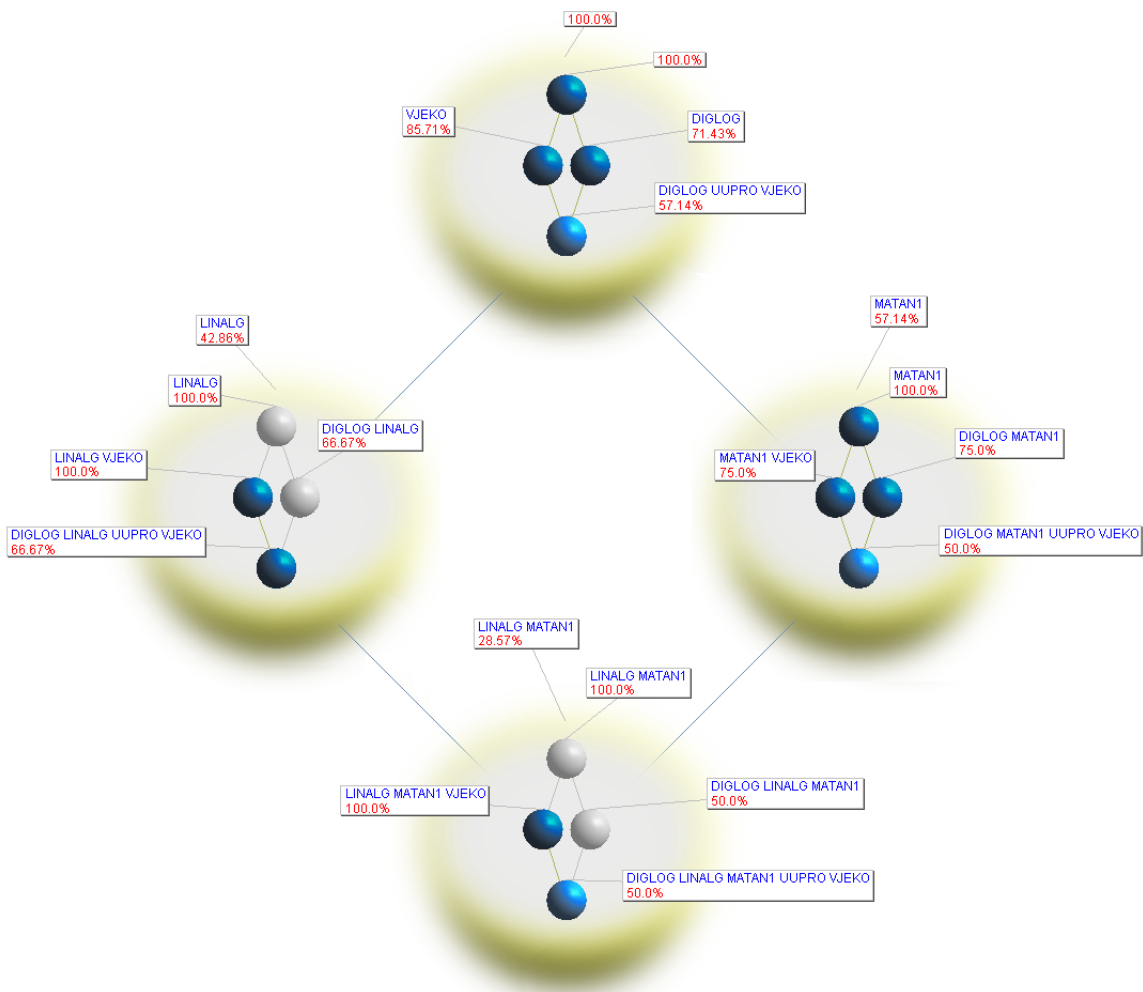 100.0%
100.0%
VJEKO
85.71%
DIGLOG
71.43%
DIGLOG UUPRO VJEKO
57.14%
LINALG
42.86%
LINALG
100.0%
DIGLOG LINALG
66.67%
LINALG VJEKO
100.0%
DIGLOG LINALG UUPRO VJEKO
66.67%
MATAN1
57.14%
MATAN1
100.0%
DIGLOG MATAN1
75.0%
MATAN1 VJEKO
75.0%
DIGLOG MATAN1 UUPRO VJEKO
50.0%
LINALG MATAN1
28.57%
LINALG MATAN1
100.0%
LINALG MATAN1 VJEKO
100.0%
DIGLOG LINALG MATAN1
50.0%
DIGLOG LINALG MATAN1 UUPRO VJEKO
50.0%